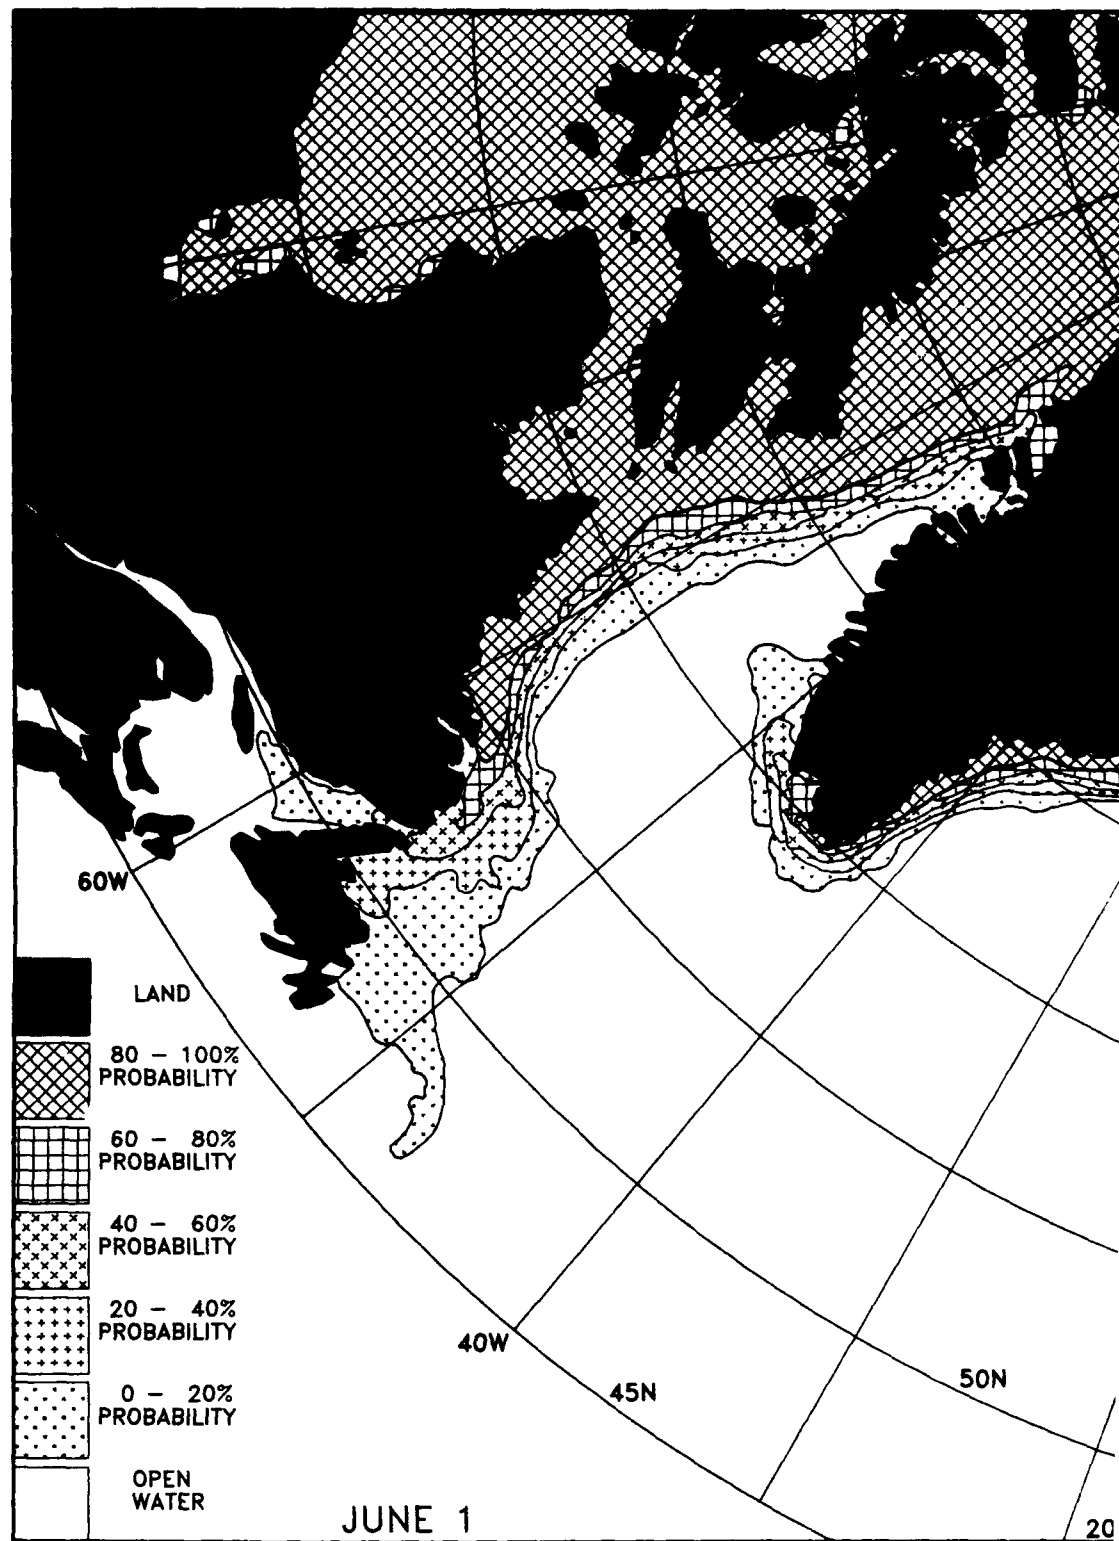 60W
LAND
80 – 100%
PROBABILITY
60 – 80%
PROBABILITY
40 – 60%
PROBABILITY
20 – 40%
PROBABILITY
0 – 20%
PROBABILITY
OPEN
WATER
40W
45N
50N
JUNE 1
20